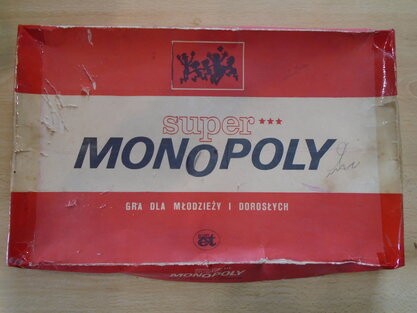 super ***
MONOPOLY
GRA DLA MŁODZIEŻY I DOROSŁYCH
MONOPOLY